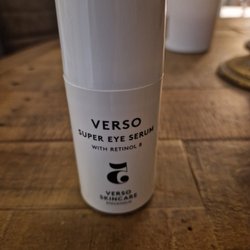 VERSO
SUPER EYE SERUM
WITH RETINOL 8
5
VERSO
SKINCARE